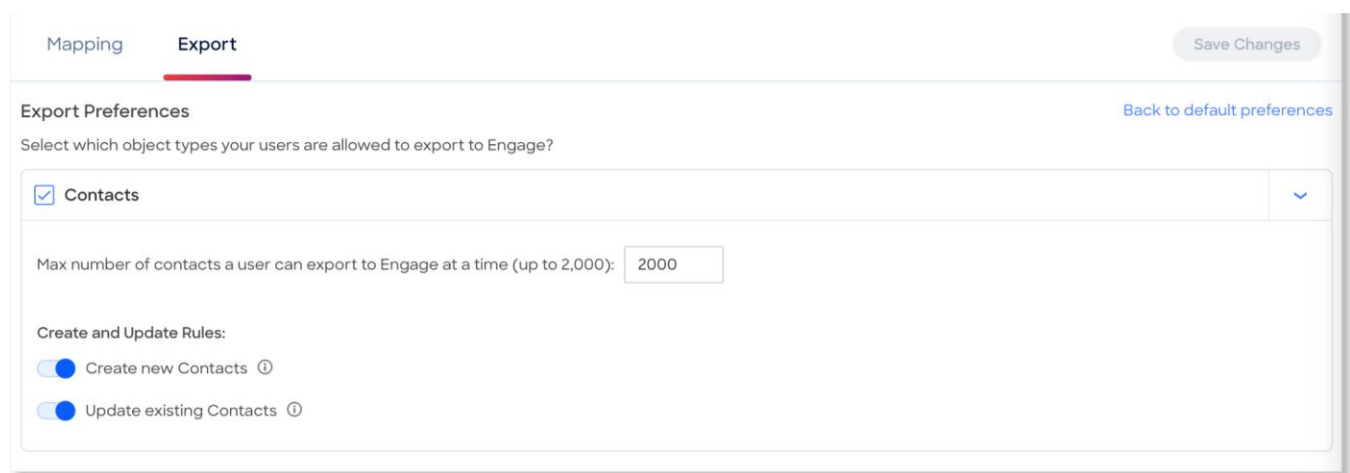 Mapping Export Save Changes
Export Preferences Back to default preferences
Select which object types your users are allowed to export to Engage?
Contacts
Max number of contacts a user can export to Engage at a time (up to 2,000): 2000
Create and Update Rules:
Create new Contacts
Update existing Contacts